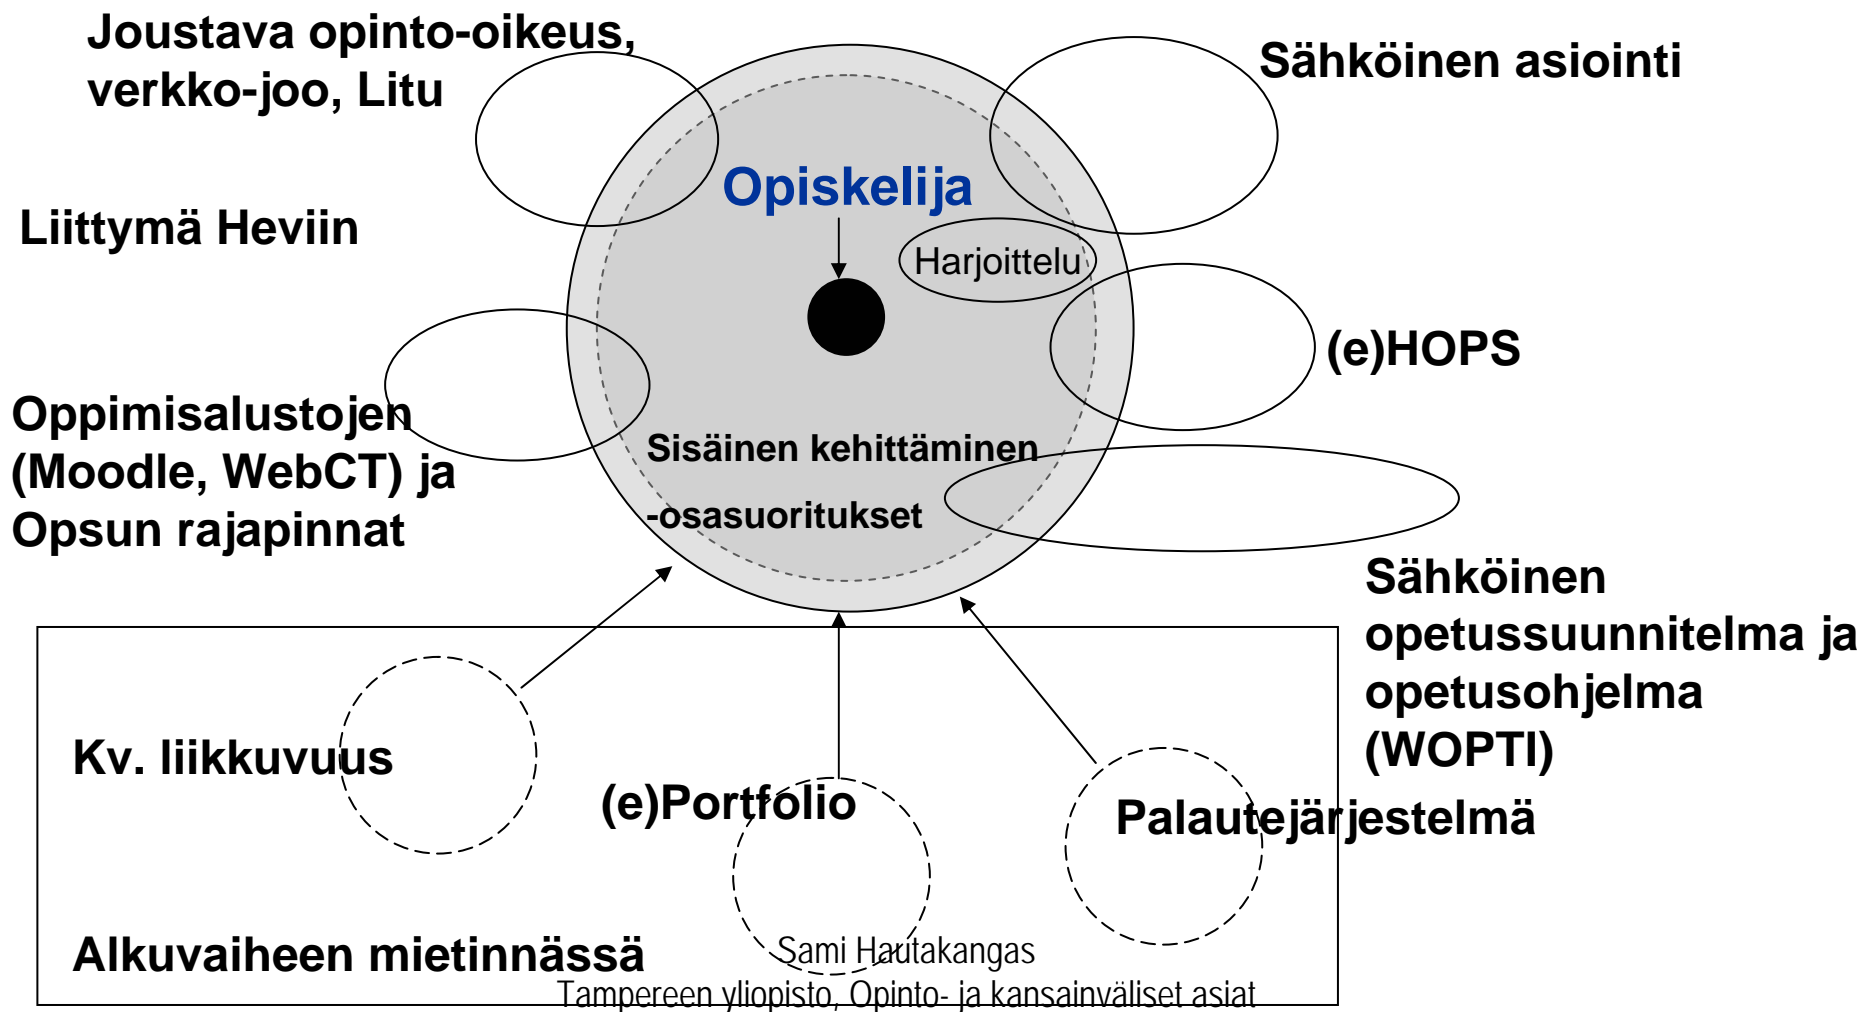 Joustava opinto-oikeus,
verkko-joo, Litu
Sähköinen asiointi
Opiskelija
Liittymä Heviin
Harjoittelu
(e)HOPS
Oppimisalustojen
(Moodle, WebCT) ja
Opsun rajapinnat
Sisäinen kehittäminen
-osasuoritukset
Sähköinen
opetussuunnitelma ja
opetusohjelma
(WOPTI)
Kv. liikkuvuus
(e)Portfolio
Palautejärjestelmä
Alkuvaiheen mietinnässä
Sami Hautakangas
Tampereen yliopisto, Opinto- ja kansainväliset asiat